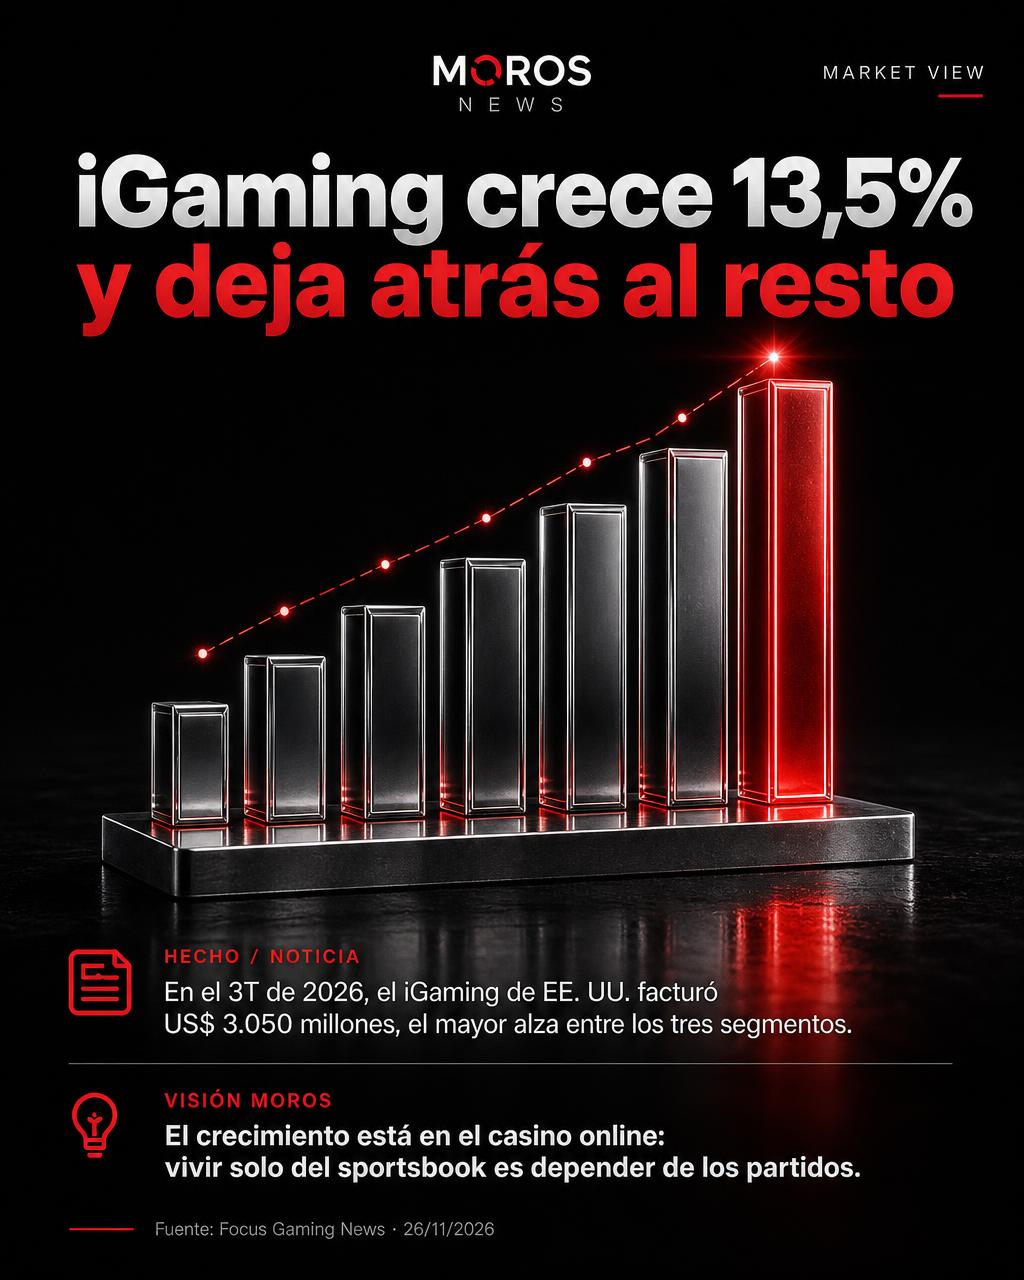 MOROS
NEWS
MARKET VIEW
iGaming crece 13,5%
y deja atrás al resto
HECHO / NOTICIA
En el 3T de 2026, el iGaming de EE. UU. facturó
US$ 3.050 millones, el mayor alza entre los tres segmentos.
VISIÓN MOROS
El crecimiento está en el casino online:
vivir solo del sportsbook es depender de los partidos.
Fuente: Focus Gaming News · 26/11/2026